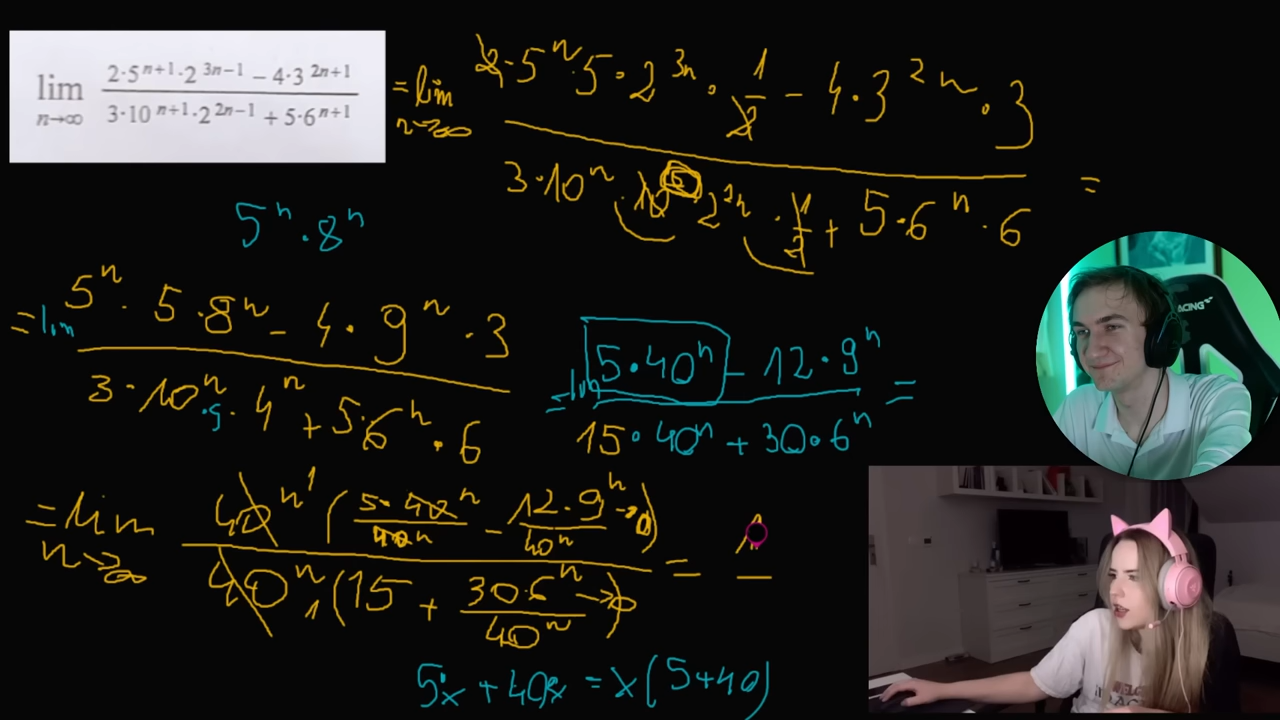 lim n→∞ (2·5^{n+1}·2^{3n-1} - 4·3^{2n+1}) / (3·10^{n+1}·2^{2n-1} + 5·6^{n+1})
= lim n→∞ (2·5^n·5·2^{3n}·1/2 - 4·3^{2n}·3) / (3·10^n·10·2^{2n}·1/2 + 5·6^n·6) =
5^n·8^n
= lim (5^n·5·8^n - 4·9^n·3) / (3·10^n·5·4^n + 5·6^n·6)
= lim (5·40^n - 12·9^n) / (15·40^n + 30·6^n) =
= lim n→∞ 40^n (5·40^n/40^n - 12·9^n/40^n →0) / 40^n (15 + 30·6^n/40^n →0) = 1
5x + 40x = x(5+40)
ACING